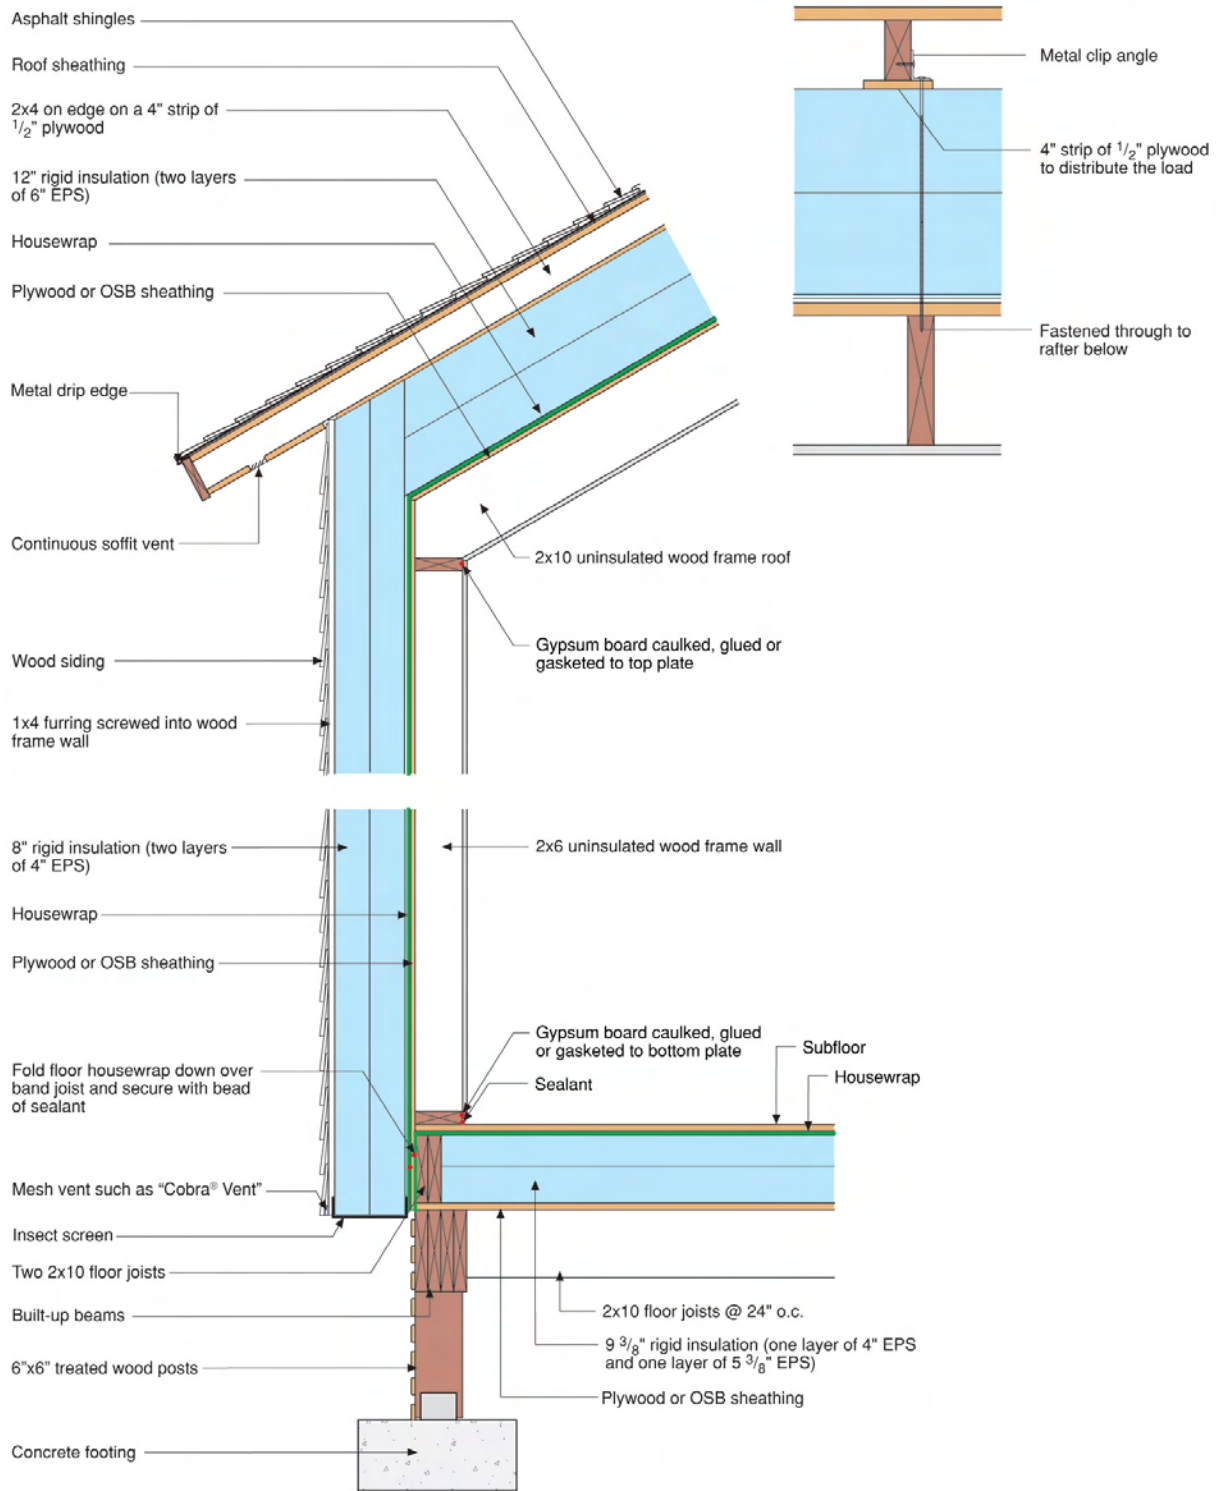 Asphalt shingles
Roof sheathing
2x4 on edge on a 4" strip of
1/2" plywood
12" rigid insulation (two layers
of 6" EPS)
Housewrap
Plywood or OSB sheathing
Metal drip edge
Continuous soffit vent
Wood siding
1x4 furring screwed into wood
frame wall
8" rigid insulation (two layers
of 4" EPS)
Housewrap
Plywood or OSB sheathing
Fold floor housewrap down over
band joist and secure with bead
of sealant
Mesh vent such as “Cobra® Vent”
Insect screen
Two 2x10 floor joists
Built-up beams
6"x6" treated wood posts
Concrete footing
Metal clip angle
4" strip of 1/2" plywood
to distribute the load
Fastened through to
rafter below
2x10 uninsulated wood frame roof
Gypsum board caulked, glued or
gasketed to top plate
2x6 uninsulated wood frame wall
Gypsum board caulked, glued
or gasketed to bottom plate
Sealant
Subfloor
Housewrap
2x10 floor joists @ 24" o.c.
9 3/8" rigid insulation (one layer of 4" EPS
and one layer of 5 3/8" EPS)
Plywood or OSB sheathing